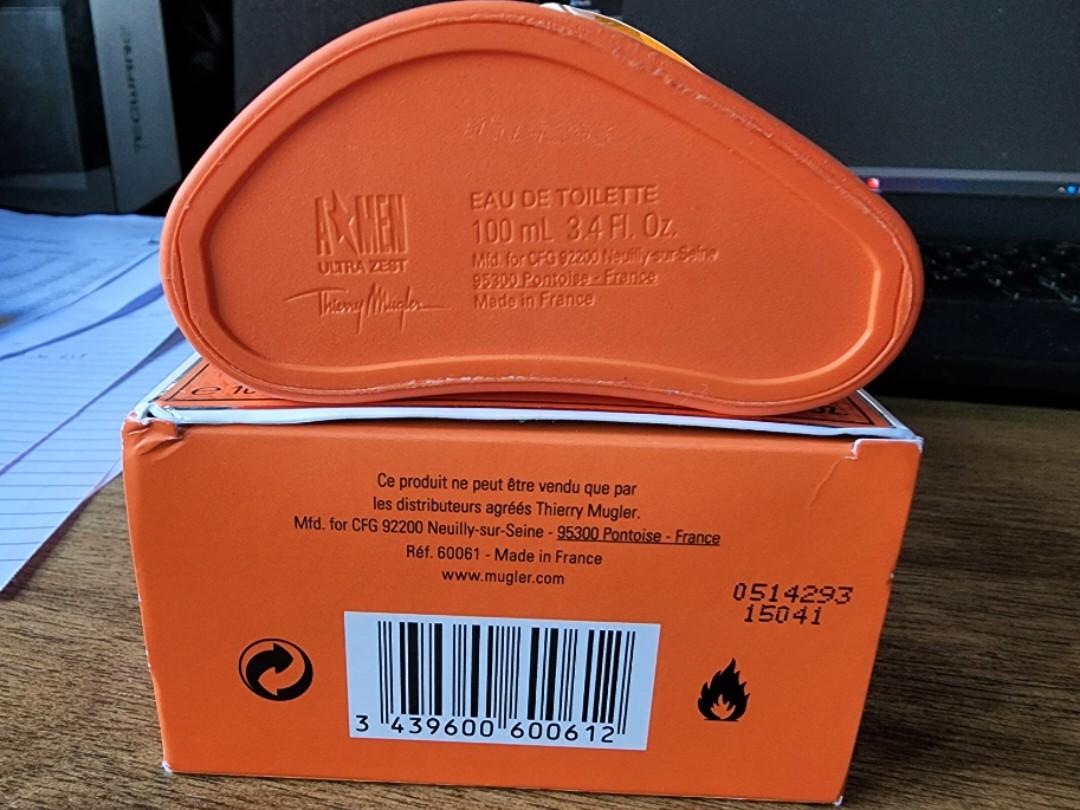 TECWARE
A★MEN
ULTRA ZEST
Thierry Mugler
EAU DE TOILETTE
100 mL 3.4 Fl. Oz.
Mfd. for CFG 92200 Neuilly-sur-Seine
95300 Pontoise - France
Made in France
Ce produit ne peut être vendu que par
les distributeurs agréés Thierry Mugler.
Mfd. for CFG 92200 Neuilly-sur-Seine - 95300 Pontoise - France
Réf. 60061 - Made in France
www.mugler.com
0514293
15041
3 439600 600612